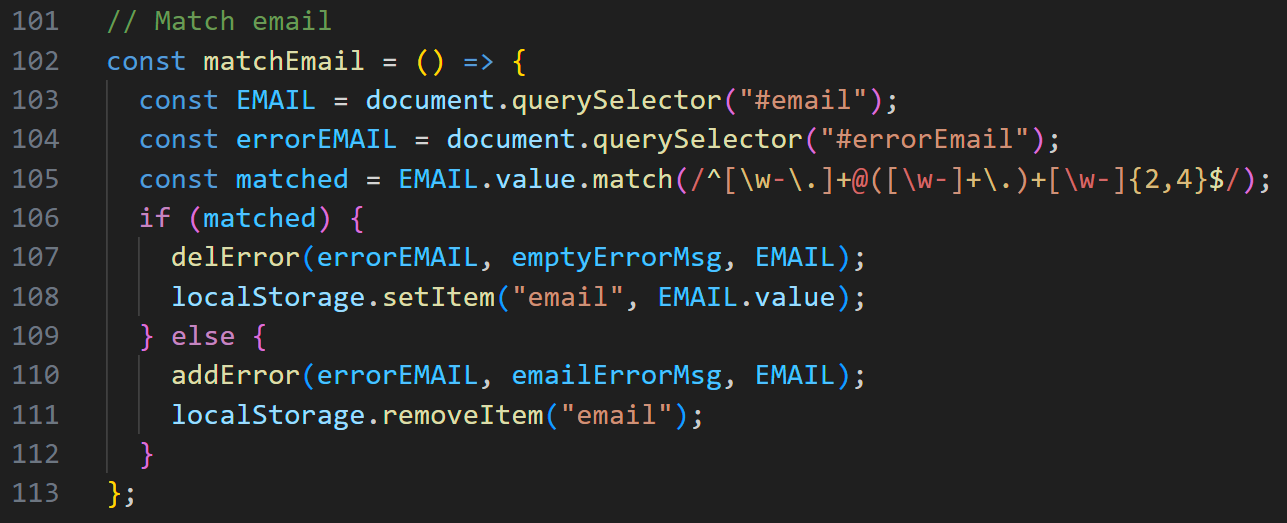 101 // Match email
102 const matchEmail = () => {
103   const EMAIL = document.querySelector("#email");
104   const errorEMAIL = document.querySelector("#errorEmail");
105   const matched = EMAIL.value.match(/^[\w-\.]+@([\w-]+\.)+[\w-]{2,4}$/);
106   if (matched) {
107     delError(errorEMAIL, emptyErrorMsg, EMAIL);
108     localStorage.setItem("email", EMAIL.value);
109   } else {
110     addError(errorEMAIL, emailErrorMsg, EMAIL);
111     localStorage.removeItem("email");
112   }
113 };